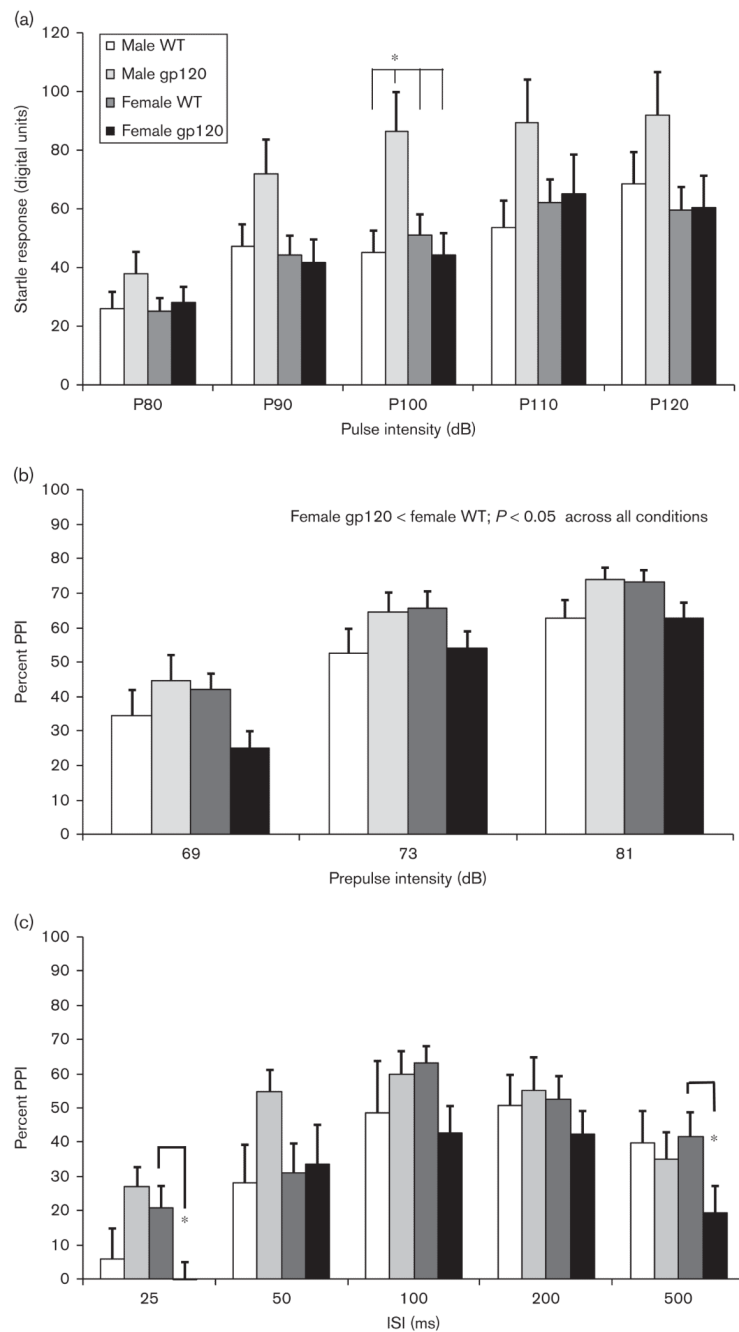 (a)
120
100
80
60
40
20
0
Startle response (digital units)
Male WT
Male gp120
Female WT
Female gp120
*
P80 P90 P100 P110 P120
Pulse intensity (dB)
(b)
100
90
80
70
60
50
40
30
20
10
0
Percent PPI
Female gp120 < female WT; P < 0.05 across all conditions
69 73 81
Prepulse intensity (dB)
(c)
100
90
80
70
60
50
40
30
20
10
0
Percent PPI
*
*
25 50 100 200 500
ISI (ms)